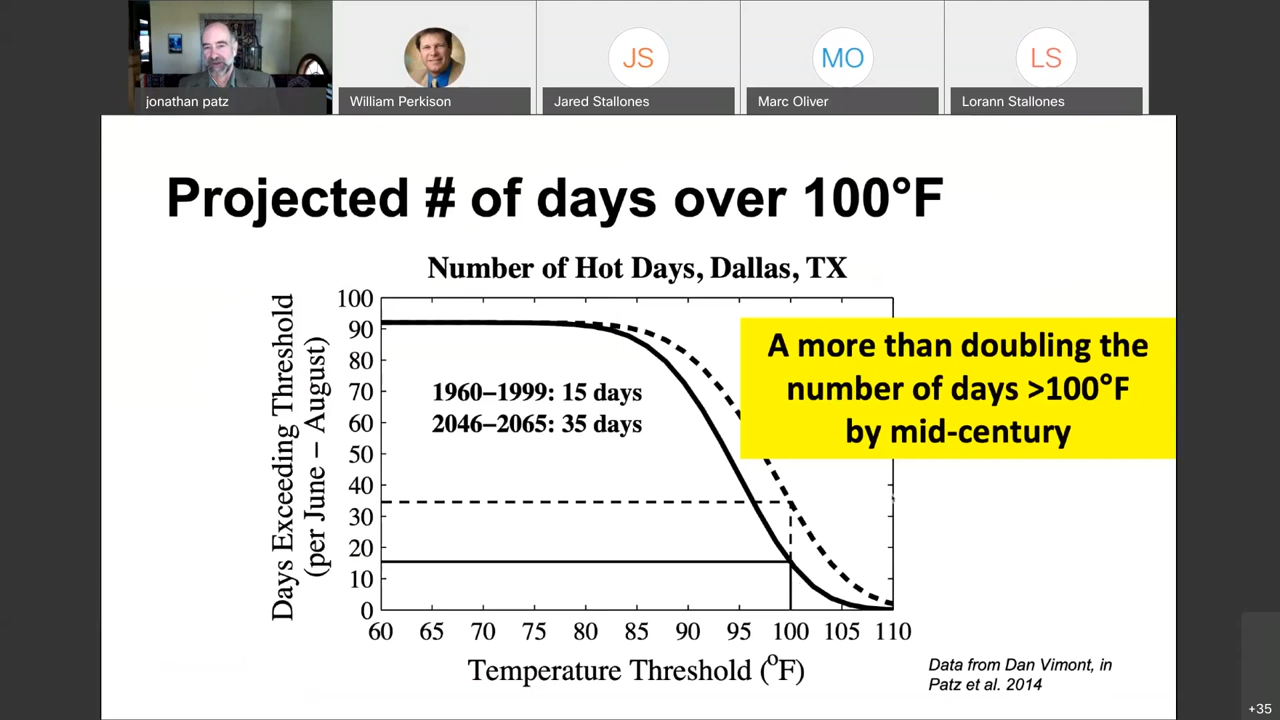 jonathan patz
William Perkison
JS
Jared Stallones
MO
Marc Oliver
LS
Lorann Stallones
Projected # of days over 100°F
Number of Hot Days, Dallas, TX
Days Exceeding Threshold
(per June – August)
100
90
80
70
60
50
40
30
20
10
0
1960–1999: 15 days
2046–2065: 35 days
A more than doubling the
number of days >100°F
by mid-century
60 65 70 75 80 85 90 95 100 105 110
Temperature Threshold (°F)
Data from Dan Vimont, in
Patz et al. 2014
+35